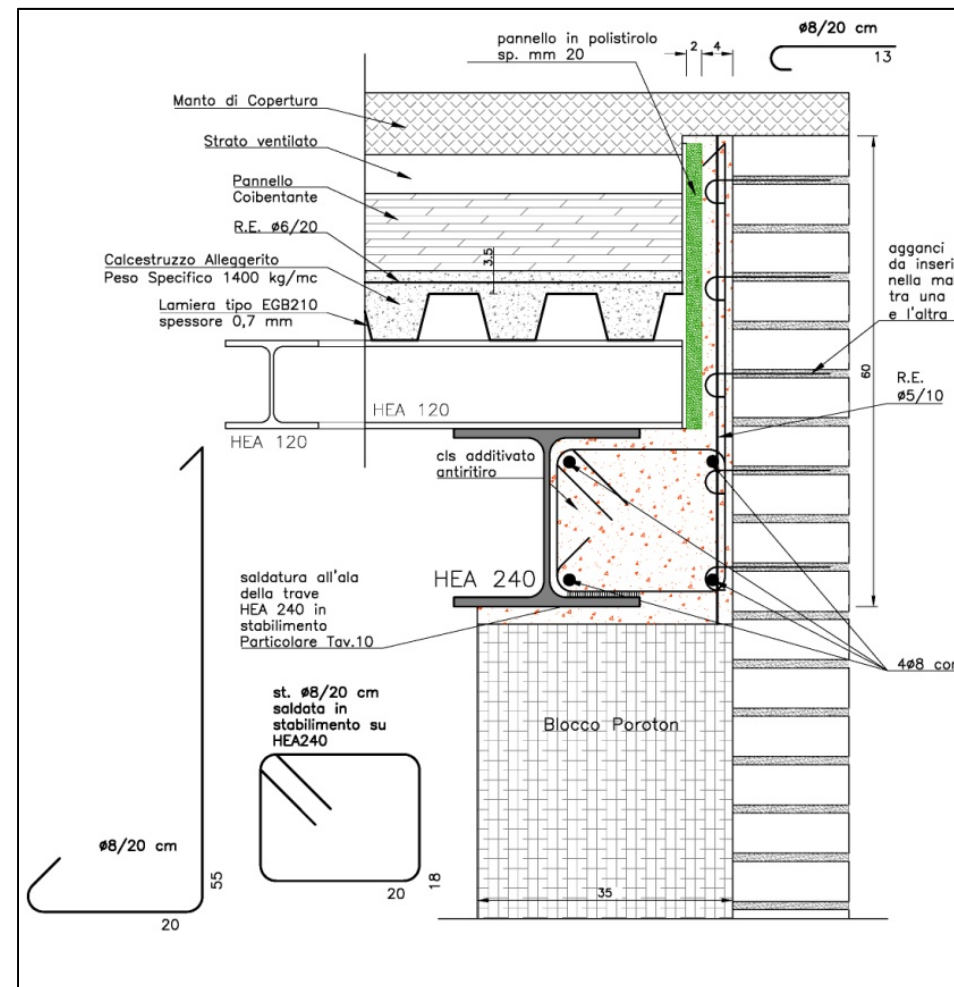 ø8/20 cm
13
pannello in polistirolo
sp. mm 20
2
4
Manto di Copertura
Strato ventilato
Pannello
Coibentante
R.E. ø6/20
3.5
Calcestruzzo Alleggerito
Peso Specifico 1400 kg/mc
Lamiera tipo EGB210
spessore 0,7 mm
agganci
da inseri
nella ma
tra una
e l'altra
60
R.E.
ø5/10
HEA 120
HEA 120
cls additivato
antiritiro
HEA 240
saldatura all'ala
della trave
HEA 240 in
stabilimento
Particolare Tav.10
4ø8 cor
st. ø8/20 cm
saldata in
stabilimento su
HEA240
Blocco Poroton
ø8/20 cm
55
20
18
20
35